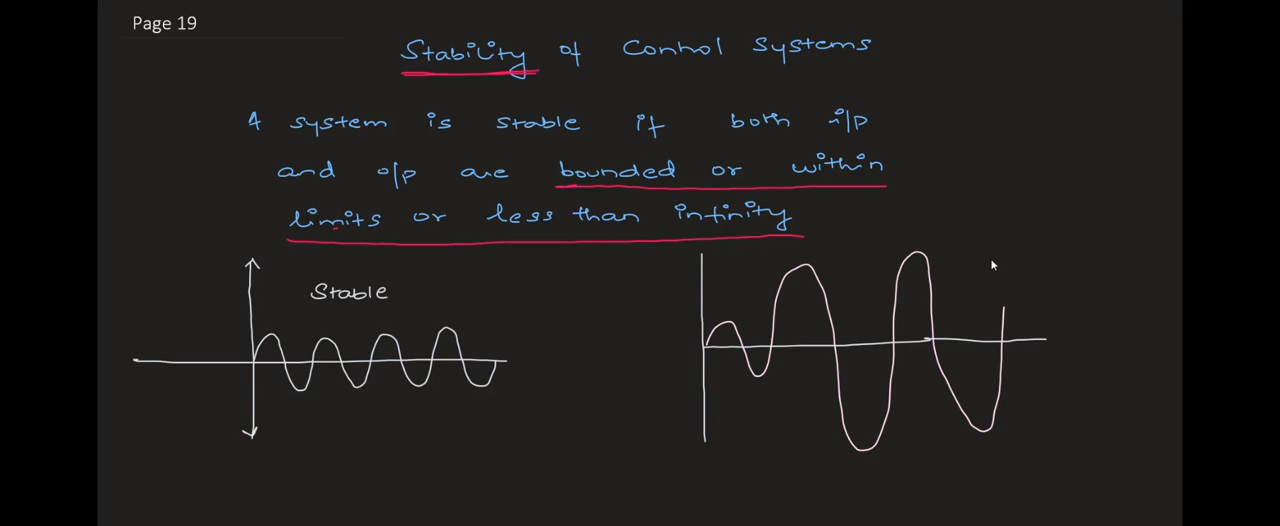 Page 19
Stability of Control Systems
A system is stable if both i/p
and o/p are bounded or within
limits or less than infinity
Stable